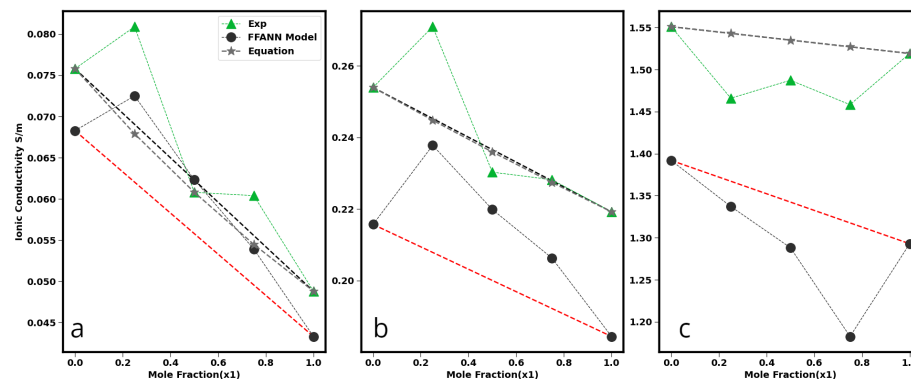 Ionic Conductivity S/m
0.080
0.075
0.070
0.065
0.060
0.055
0.050
0.045
Exp
FFANN Model
Equation
a
0.0 0.2 0.4 0.6 0.8 1.0
Mole Fraction(x1)
0.26
0.24
0.22
0.20
b
0.0 0.2 0.4 0.6 0.8 1.0
Mole Fraction(x1)
1.55
1.50
1.45
1.40
1.35
1.30
1.25
1.20
c
0.0 0.2 0.4 0.6 0.8 1.0
Mole Fraction(x1)